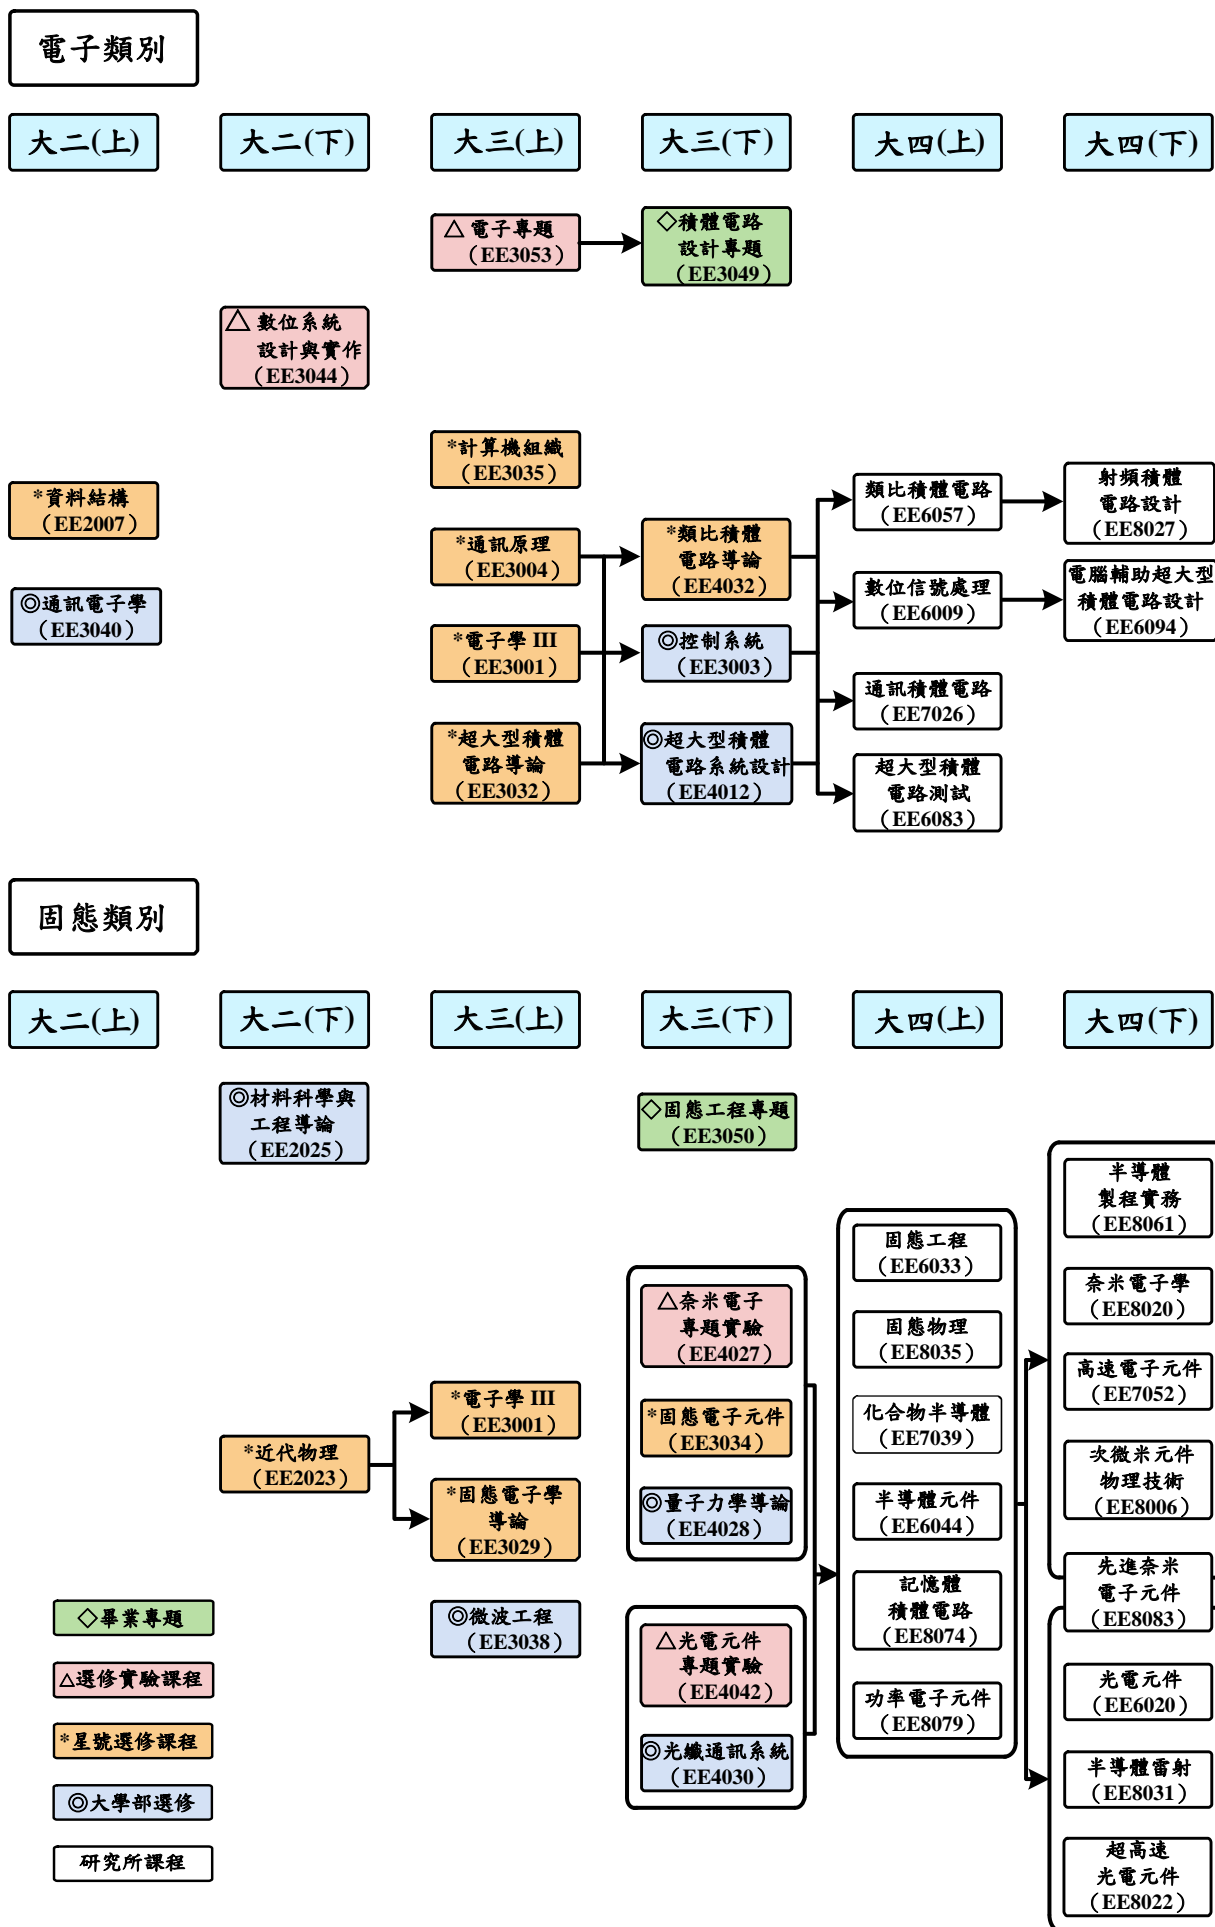 電子類別
大二(上)
大二(下)
大三(上)
大三(下)
大四(上)
大四(下)
△ 電子專題
(EE3053)
◇積體電路
設計專題
(EE3049)
△ 數位系統
設計與實作
(EE3044)
*計算機組織
(EE3035)
*資料結構
(EE2007)
類比積體電路
(EE6057)
射頻積體
電路設計
(EE8027)
*通訊原理
(EE3004)
*類比積體
電路導論
(EE4032)
◎通訊電子學
(EE3040)
數位信號處理
(EE6009)
電腦輔助超大型
積體電路設計
(EE6094)
*電子學 III
(EE3001)
◎控制系統
(EE3003)
通訊積體電路
(EE7026)
*超大型積體
電路導論
(EE3032)
◎超大型積體
電路系統設計
(EE4012)
超大型積體
電路測試
(EE6083)
固態類別
大二(上)
大二(下)
大三(上)
大三(下)
大四(上)
大四(下)
◎材料科學與
工程導論
(EE2025)
◇固態工程專題
(EE3050)
*近代物理
(EE2023)
*電子學 III
(EE3001)
*固態電子學
導論
(EE3029)
◎微波工程
(EE3038)
△奈米電子
專題實驗
(EE4027)
*固態電子元件
(EE3034)
◎量子力學導論
(EE4028)
△光電元件
專題實驗
(EE4042)
◎光纖通訊系統
(EE4030)
固態工程
(EE6033)
固態物理
(EE8035)
化合物半導體
(EE7039)
半導體元件
(EE6044)
記憶體
積體電路
(EE8074)
功率電子元件
(EE8079)
半導體
製程實務
(EE8061)
奈米電子學
(EE8020)
高速電子元件
(EE7052)
次微米元件
物理技術
(EE8006)
先進奈米
電子元件
(EE8083)
光電元件
(EE6020)
半導體雷射
(EE8031)
超高速
光電元件
(EE8022)
◇畢業專題
△選修實驗課程
*星號選修課程
◎大學部選修
研究所課程